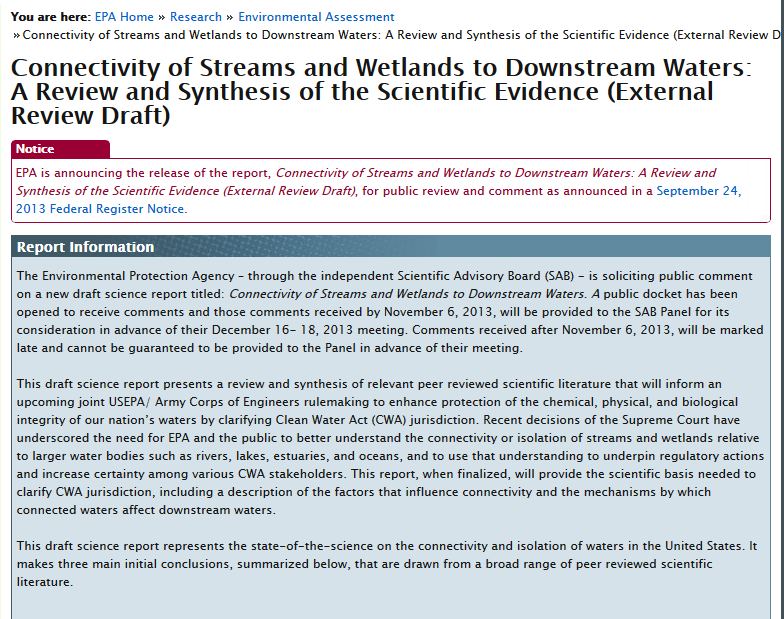 You are here: EPA Home » Research » Environmental Assessment
» Connectivity of Streams and Wetlands to Downstream Waters: A Review and Synthesis of the Scientific Evidence (External Review D
Connectivity of Streams and Wetlands to Downstream Waters:
A Review and Synthesis of the Scientific Evidence (External
Review Draft)
Notice
EPA is announcing the release of the report, Connectivity of Streams and Wetlands to Downstream Waters: A Review and
Synthesis of the Scientific Evidence (External Review Draft), for public review and comment as announced in a September 24,
2013 Federal Register Notice.
Report Information
The Environmental Protection Agency - through the independent Scientific Advisory Board (SAB) - is soliciting public comment
on a new draft science report titled: Connectivity of Streams and Wetlands to Downstream Waters. A public docket has been
opened to receive comments and those comments received by November 6, 2013, will be provided to the SAB Panel for its
consideration in advance of their December 16- 18, 2013 meeting. Comments received after November 6, 2013, will be marked
late and cannot be guaranteed to be provided to the Panel in advance of their meeting.
This draft science report presents a review and synthesis of relevant peer reviewed scientific literature that will inform an
upcoming joint USEPA/ Army Corps of Engineers rulemaking to enhance protection of the chemical, physical, and biological
integrity of our nation's waters by clarifying Clean Water Act (CWA) jurisdiction. Recent decisions of the Supreme Court have
underscored the need for EPA and the public to better understand the connectivity or isolation of streams and wetlands relative
to larger water bodies such as rivers, lakes, estuaries, and oceans, and to use that understanding to underpin regulatory actions
and increase certainty among various CWA stakeholders. This report, when finalized, will provide the scientific basis needed to
clarify CWA jurisdiction, including a description of the factors that influence connectivity and the mechanisms by which
connected waters affect downstream waters.
This draft science report represents the state-of-the-science on the connectivity and isolation of waters in the United States. It
makes three main initial conclusions, summarized below, that are drawn from a broad range of peer reviewed scientific
literature.